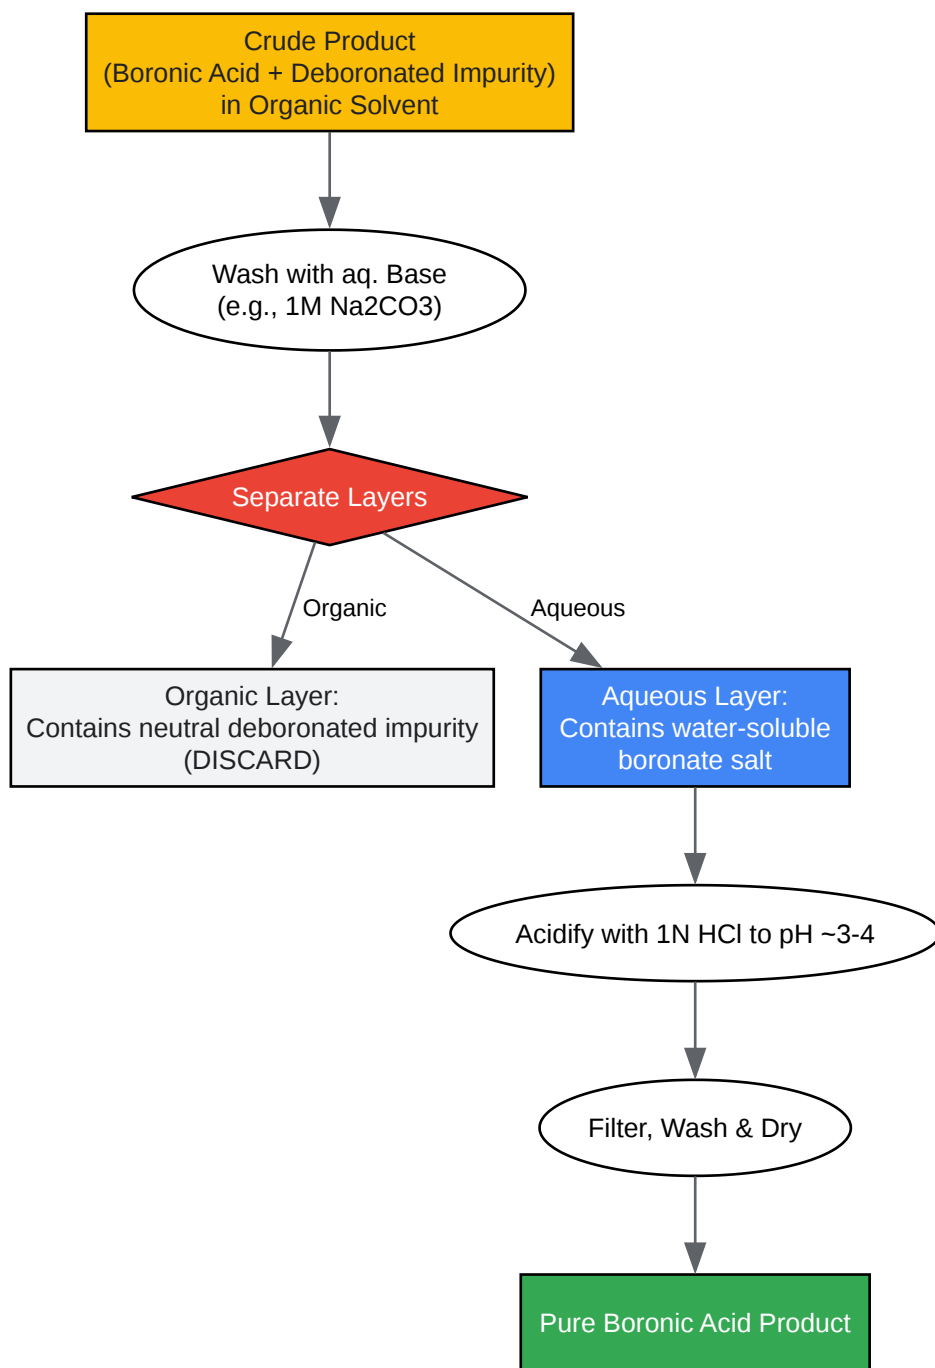 Crude Product
(Boronic Acid + Deboronated Impurity)
in Organic Solvent
Wash with aq. Base
(e.g., 1M Na2CO3)
Separate Layers
Organic
Aqueous
Organic Layer:
Contains neutral deboronated impurity
(DISCARD)
Aqueous Layer:
Contains water-soluble
boronate salt
Acidify with 1N HCl to pH ~3-4
Filter, Wash & Dry
Pure Boronic Acid Product